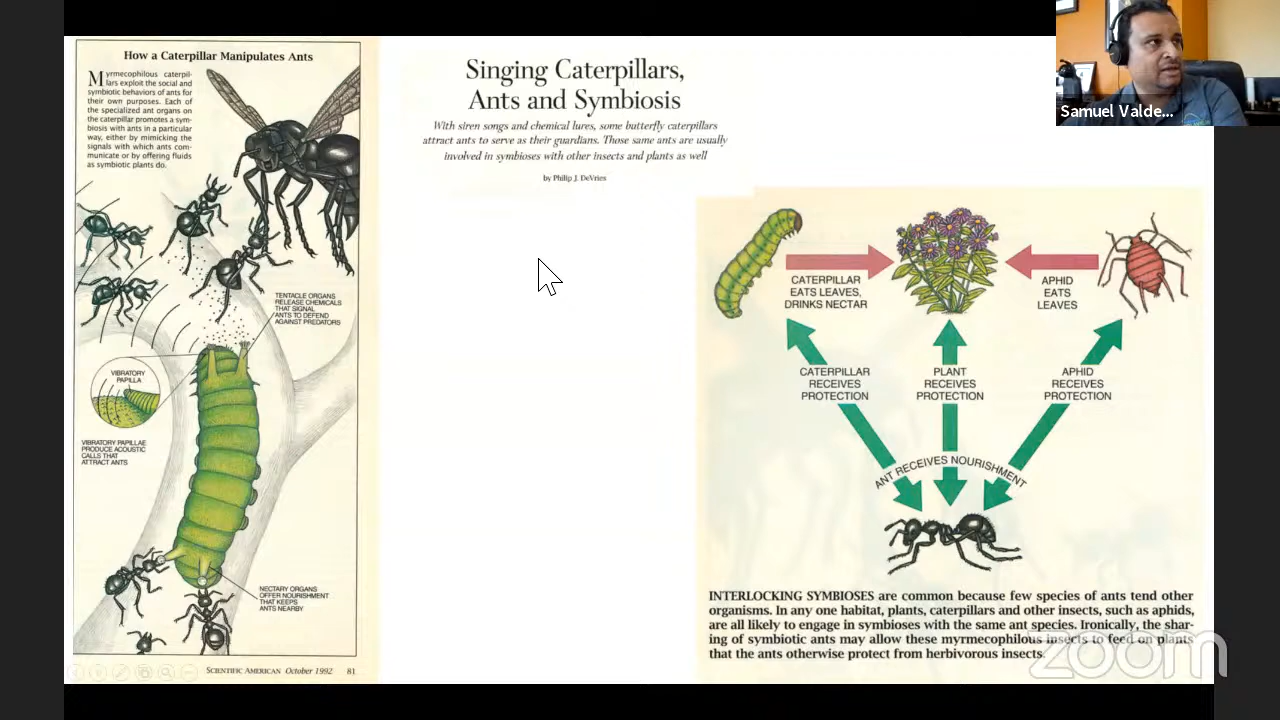 How a Caterpillar Manipulates Ants
Myrmecophilous caterpil-
lars exploit the social and
symbiotic behaviors of ants for
their own purposes. Each of
the specialized ant organs on
the caterpillar promotes a sym-
biosis with ants in a particular
way, either by mimicking the
signals with which ants com-
municate or by offering fluids
as symbiotic plants do.
TENTACLE ORGANS
RELEASE CHEMICALS
THAT SIGNAL
ANTS TO DEFEND
AGAINST PREDATORS
VIBRATORY
PAPILLA
VIBRATORY PAPILLAE
PRODUCE ACOUSTIC
CALLS THAT
ATTRACT ANTS
NECTARY ORGANS
OFFER NOURISHMENT
THAT KEEPS
ANTS NEARBY
SCIENTIFIC AMERICAN October 1992 81
Singing Caterpillars,
Ants and Symbiosis
With siren songs and chemical lures, some butterfly caterpillars
attract ants to serve as their guardians. Those same ants are usually
involved in symbioses with other insects and plants as well
by Philip J. DeVries
Samuel Valde...
CATERPILLAR
EATS LEAVES,
DRINKS NECTAR
APHID
EATS
LEAVES
CATERPILLAR
RECEIVES
PROTECTION
PLANT
RECEIVES
PROTECTION
APHID
RECEIVES
PROTECTION
ANT RECEIVES NOURISHMENT
INTERLOCKING SYMBIOSES are common because few species of ants tend other
organisms. In any one habitat, plants, caterpillars and other insects, such as aphids,
are all likely to engage in symbioses with the same ant species. Ironically, the shar-
ing of symbiotic ants may allow these myrmecophilous insects to feed on plants
that the ants otherwise protect from herbivorous insects.
zoom